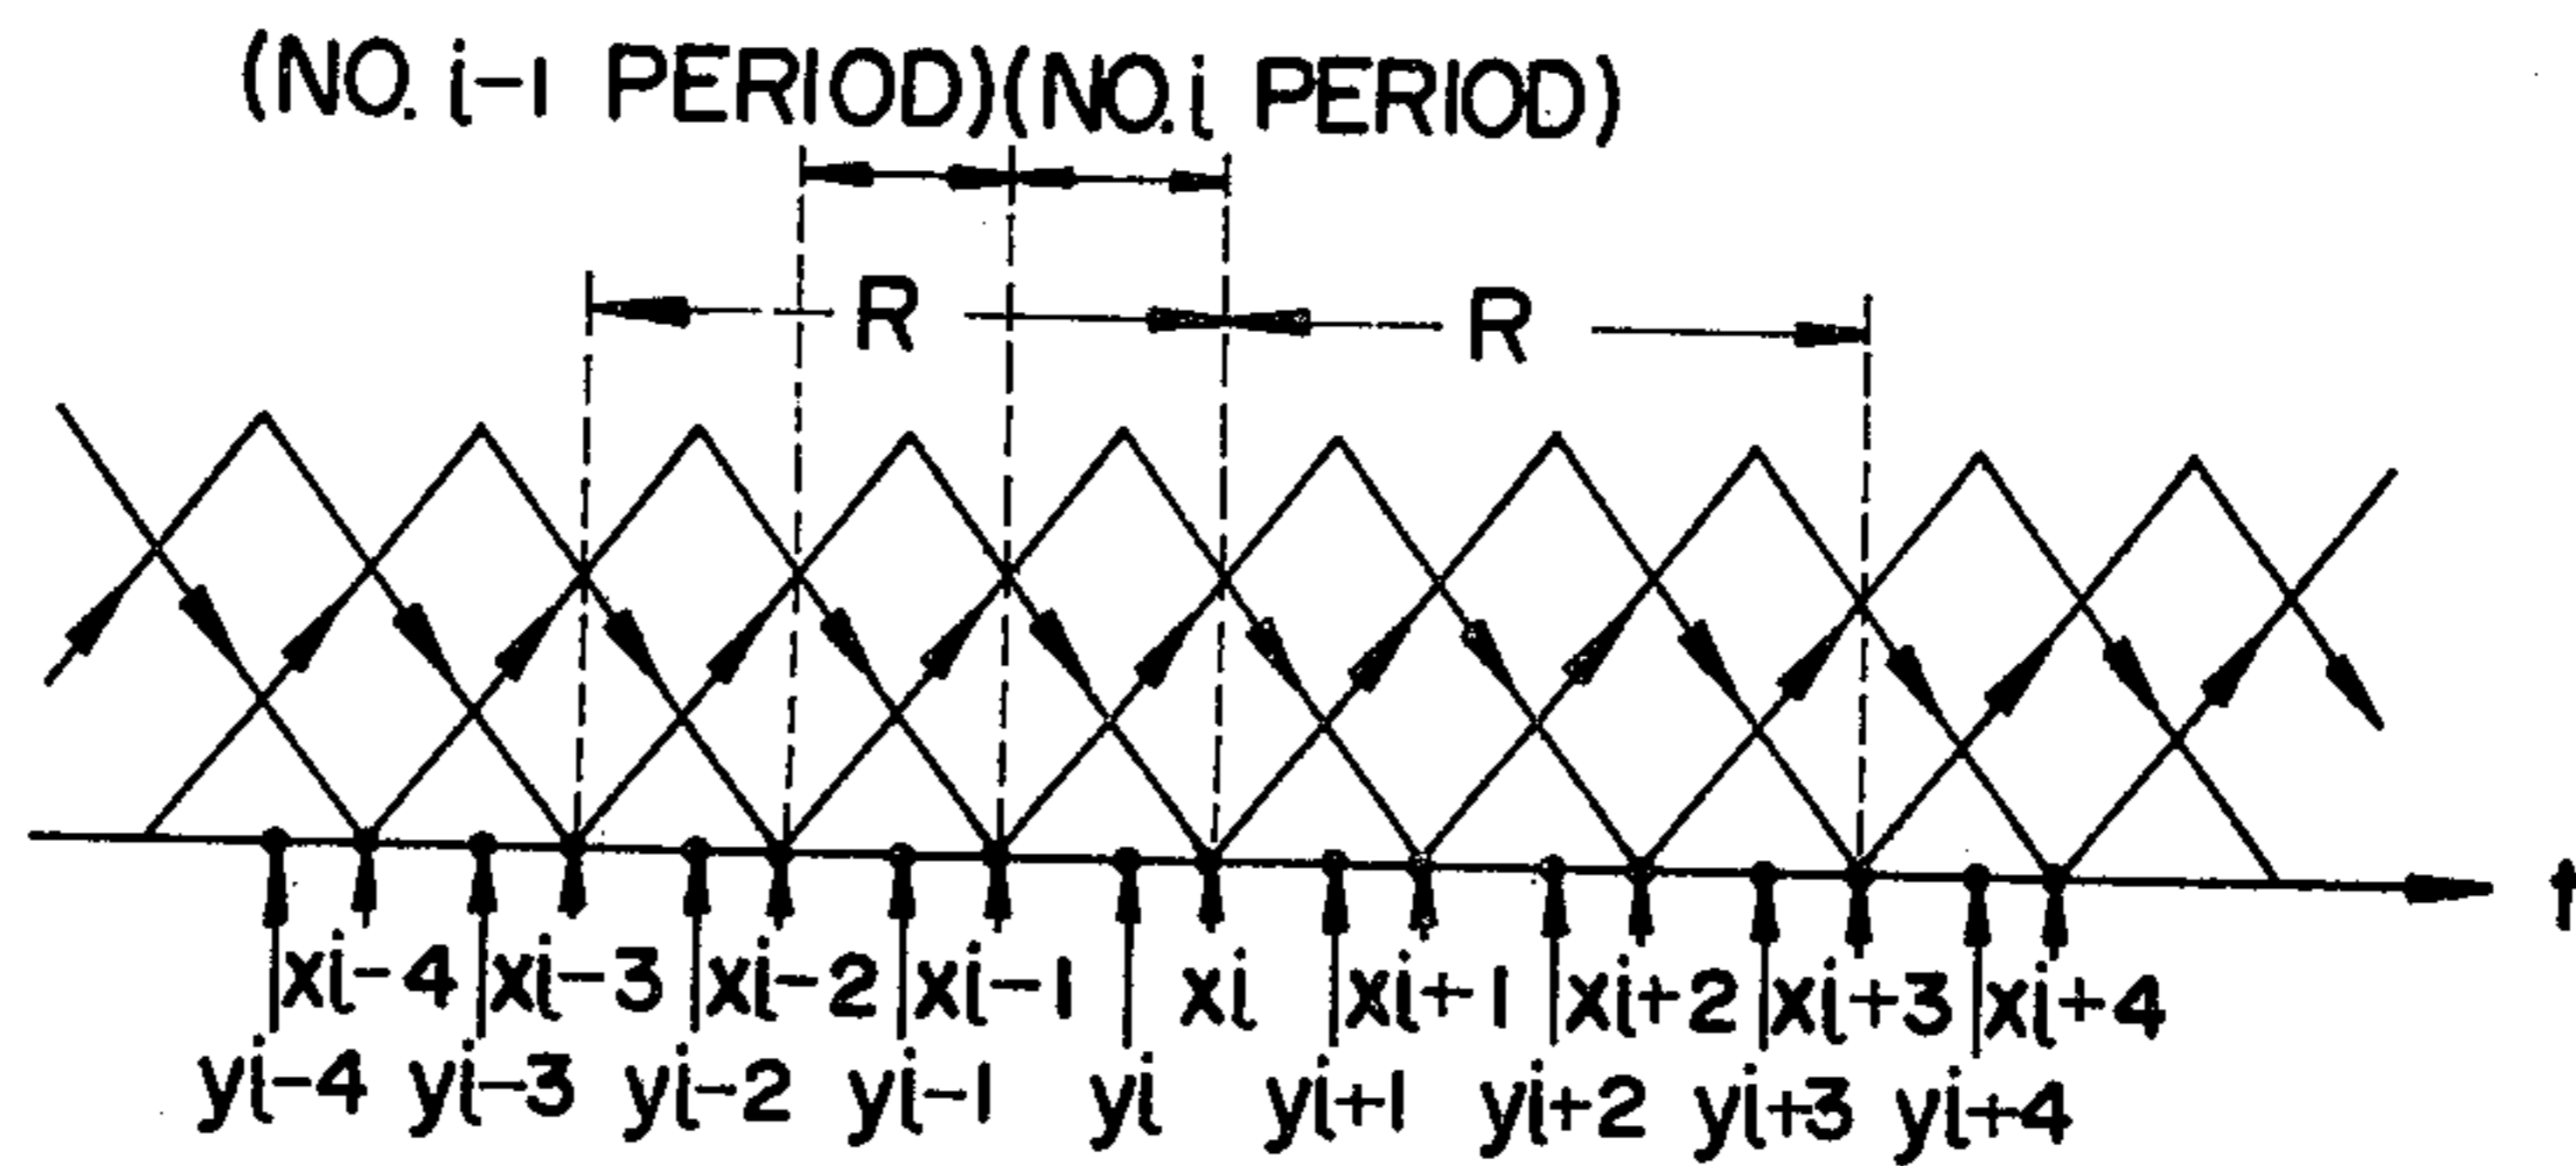 (NO. i-1 PERIOD)(NO. i PERIOD)
R R
t
xi-4 xi-3 xi-2 xi-1 xi xi+1 xi+2 xi+3 xi+4
yi-4 yi-3 yi-2 yi-1 yi yi+1 yi+2 yi+3 yi+4